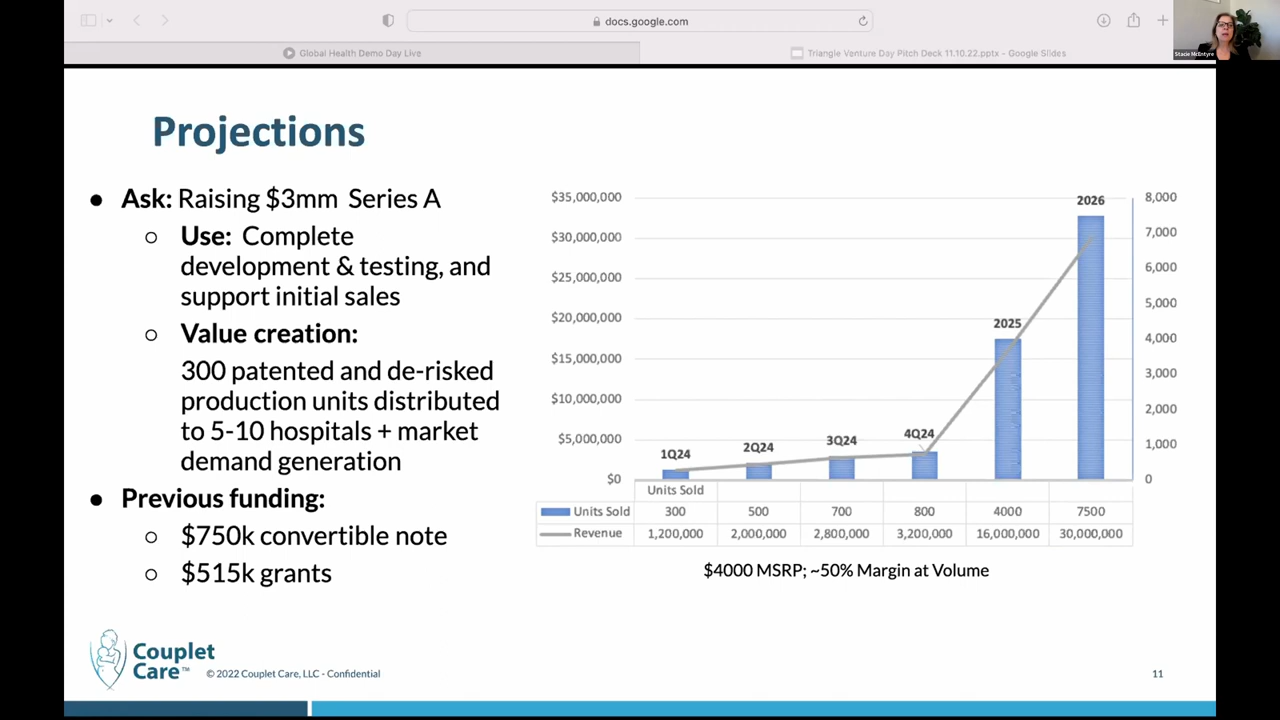 docs.google.com
Global Health Demo Day Live
Triangle Venture Day Pitch Deck 11.10.22.pptx - Google Slides
Stacie McEntyre
Projections
● Ask: Raising $3mm Series A
○ Use: Complete
development & testing, and
support initial sales
○ Value creation:
300 patented and de-risked
production units distributed
to 5-10 hospitals + market
demand generation
● Previous funding:
○ $750k convertible note
○ $515k grants
$35,000,000
$30,000,000
$25,000,000
$20,000,000
$15,000,000
$10,000,000
$5,000,000
$0
1Q24
2Q24
3Q24
4Q24
2025
2026
8,000
7,000
6,000
5,000
4,000
3,000
2,000
1,000
0
Units Sold
Units Sold 300 500 700 800 4000 7500
Revenue 1,200,000 2,000,000 2,800,000 3,200,000 16,000,000 30,000,000
$4000 MSRP; ~50% Margin at Volume
Couplet
Care™
© 2022 Couplet Care, LLC - Confidential
11